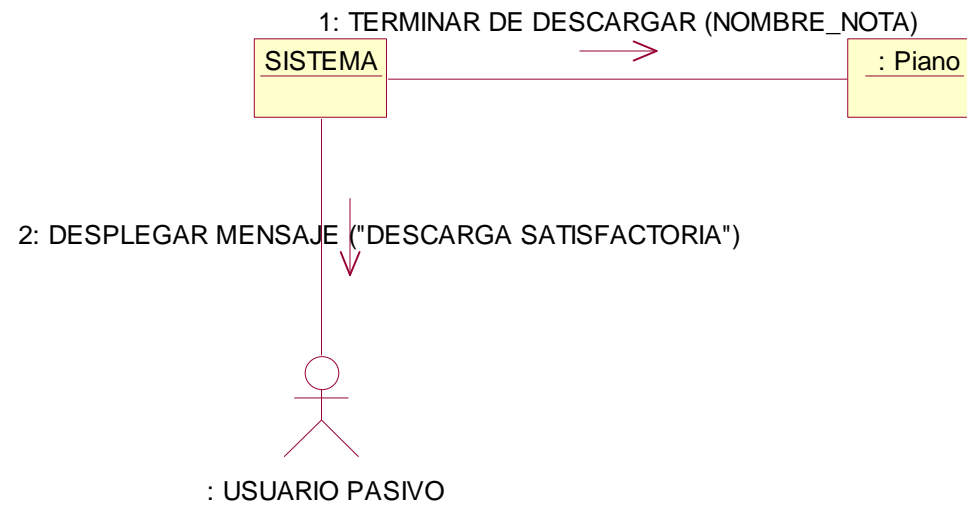 1: TERMINAR DE DESCARGAR (NOMBRE_NOTA)
SISTEMA
: Piano
2: DESPLEGAR MENSAJE ("DESCARGA SATISFACTORIA")
: USUARIO PASIVO